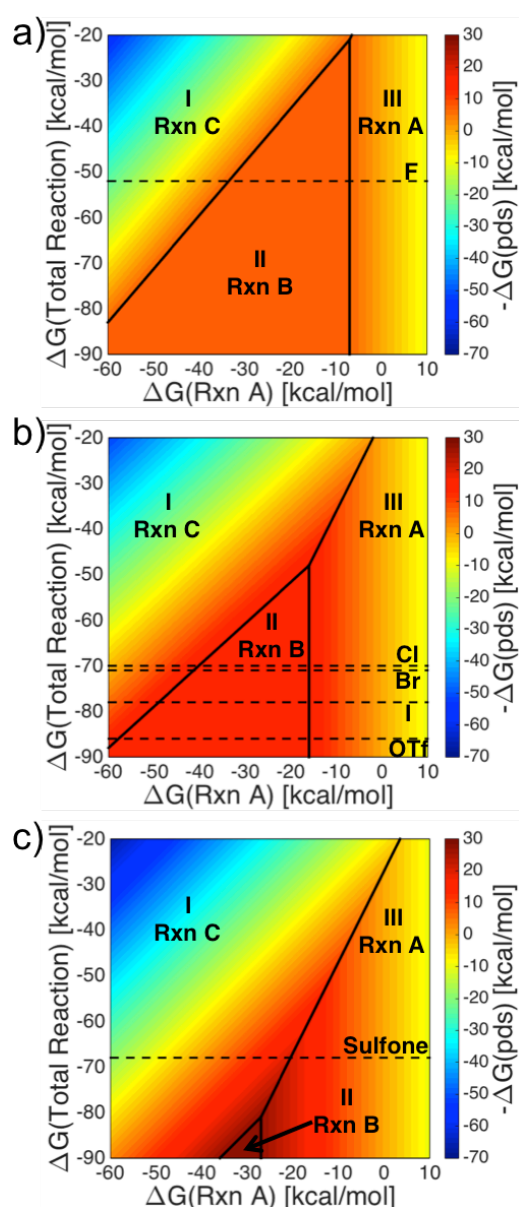 a)
-20
-30
-40
-50
-60
-70
-80
-90
ΔG(Total Reaction) [kcal/mol]
I
Rxn C
III
Rxn A
F
II
Rxn B
-60 -50 -40 -30 -20 -10 0 10
ΔG(Rxn A) [kcal/mol]
30
20
10
0
-10
-20
-30
-40
-50
-60
-70
-ΔG(pds) [kcal/mol]
b)
-20
-30
-40
-50
-60
-70
-80
-90
ΔG(Total Reaction) [kcal/mol]
I
Rxn C
III
Rxn A
II
Rxn B
Cl
Br
I
OTf
-60 -50 -40 -30 -20 -10 0 10
ΔG(Rxn A) [kcal/mol]
30
20
10
0
-10
-20
-30
-40
-50
-60
-70
-ΔG(pds) [kcal/mol]
c)
-20
-30
-40
-50
-60
-70
-80
-90
ΔG(Total Reaction) [kcal/mol]
I
Rxn C
III
Rxn A
Sulfone
II
Rxn B
-60 -50 -40 -30 -20 -10 0 10
ΔG(Rxn A) [kcal/mol]
30
20
10
0
-10
-20
-30
-40
-50
-60
-70
-ΔG(pds) [kcal/mol]